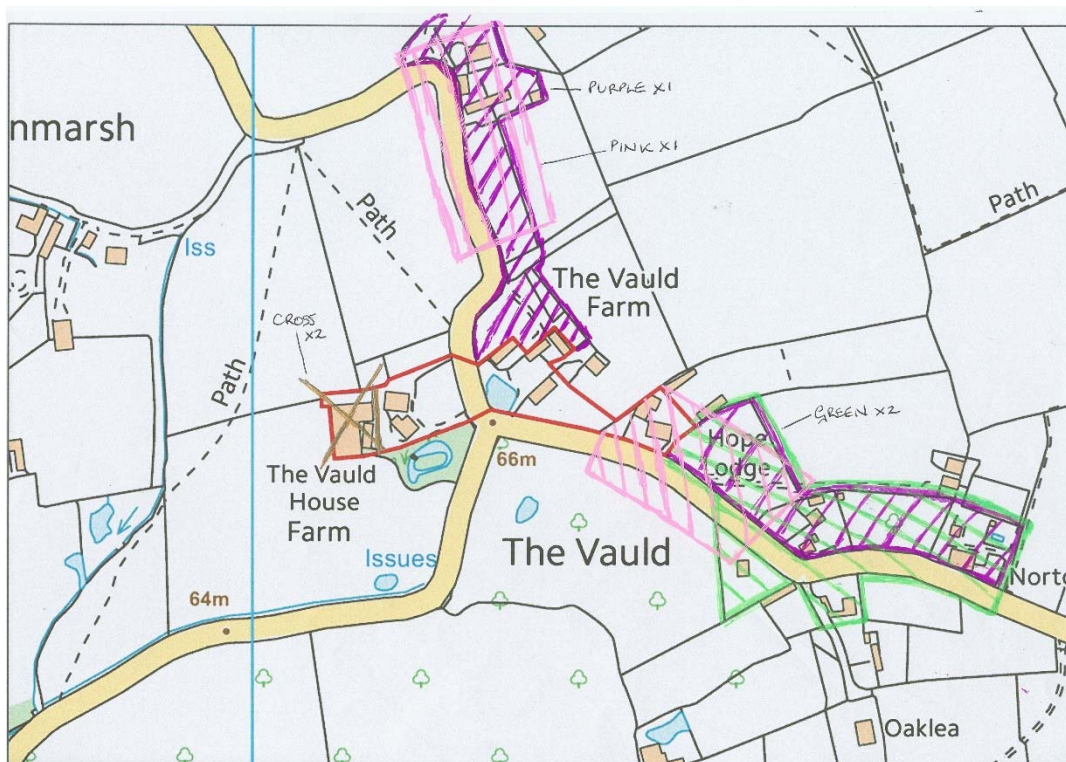 PURPLE X1
nmarsh
PINK X1
Path
Path
Iss
The Vauld
Farm
CROSS
X2
Path
GREEN X2
Hope
Lodge
66m
The Vauld
House
Farm
The Vauld
Issues
Norto
64m
Oaklea